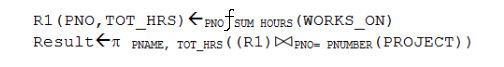 R1(PNO,TOT_HRS)←PNOƒSUM HOURS(WORKS_ON)
Result←π PNAME, TOT_HRS((R1)⋈PNO= PNUMBER(PROJECT))